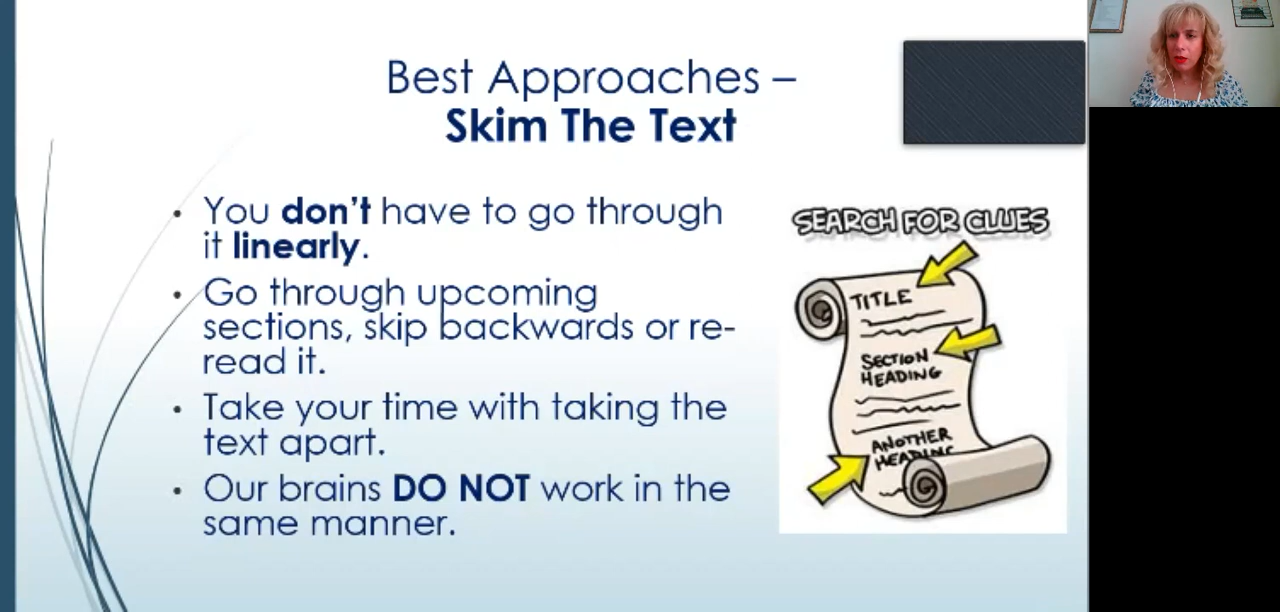 Best Approaches –
Skim The Text
• You don't have to go through
it linearly.
• Go through upcoming
sections, skip backwards or re-
read it.
• Take your time with taking the
text apart.
• Our brains DO NOT work in the
same manner.
SEARCH FOR CLUES
TITLE
SECTION
HEADING
ANOTHER
HEADING